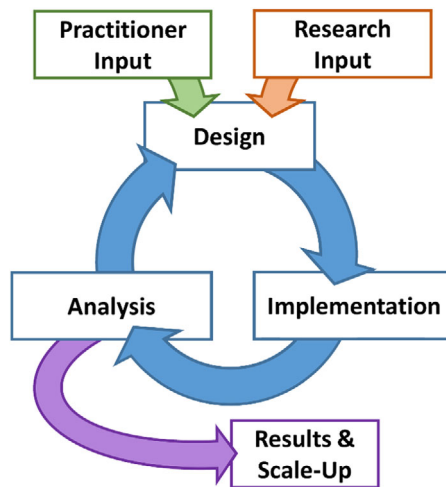 Practitioner
Input
Research
Input
Design
Analysis
Implementation
Results &
Scale-Up